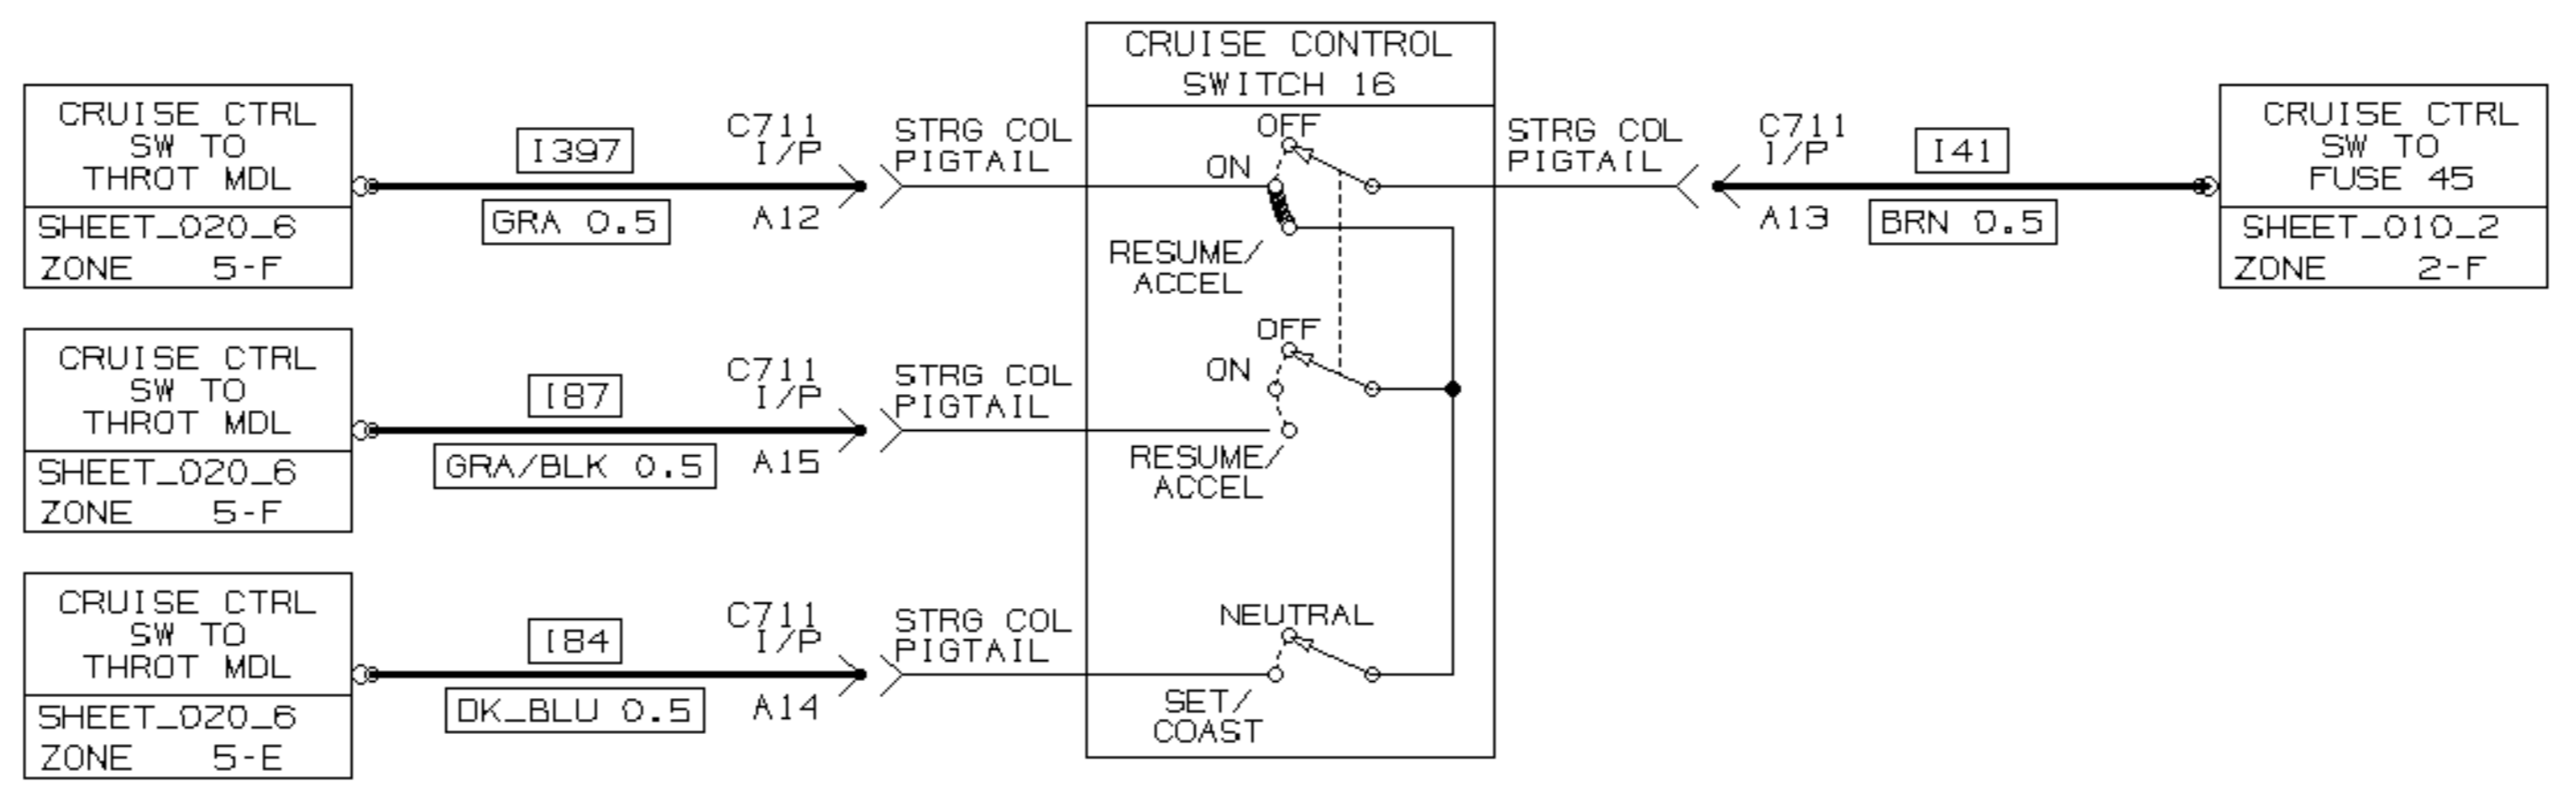 CRUISE CONTROL
SWITCH 16
CRUISE CTRL
SW TO
THROT MDL
SHEET_020_6
ZONE 5-F
I397
GRA 0.5
C711
I/P
A12
STRG COL
PIGTAIL
OFF
ON
RESUME/
ACCEL
STRG COL
PIGTAIL
C711
I/P
A13
I41
BRN 0.5
CRUISE CTRL
SW TO
FUSE 45
SHEET_010_2
ZONE 2-F
CRUISE CTRL
SW TO
THROT MDL
SHEET_020_6
ZONE 5-F
I87
GRA/BLK 0.5
C711
I/P
A15
STRG COL
PIGTAIL
OFF
ON
RESUME/
ACCEL
CRUISE CTRL
SW TO
THROT MDL
SHEET_020_6
ZONE 5-E
I84
DK_BLU 0.5
C711
I/P
A14
STRG COL
PIGTAIL
NEUTRAL
SET/
COAST